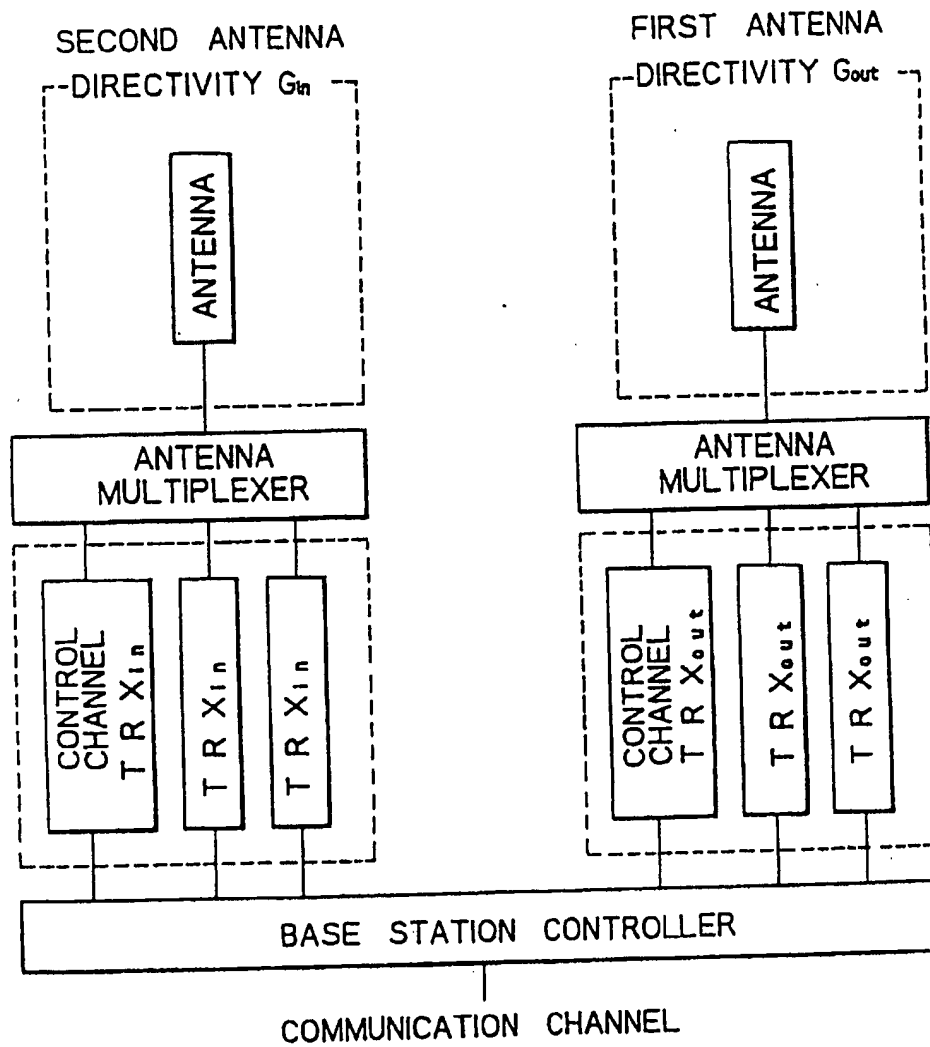 SECOND ANTENNA
DIRECTIVITY Gin
FIRST ANTENNA
DIRECTIVITY Gout
ANTENNA
ANTENNA
ANTENNA
MULTIPLEXER
ANTENNA
MULTIPLEXER
CONTROL
CHANNEL
TRXin
TRXin
TRXin
CONTROL
CHANNEL
TRXout
TRXout
TRXout
BASE STATION CONTROLLER
COMMUNICATION CHANNEL